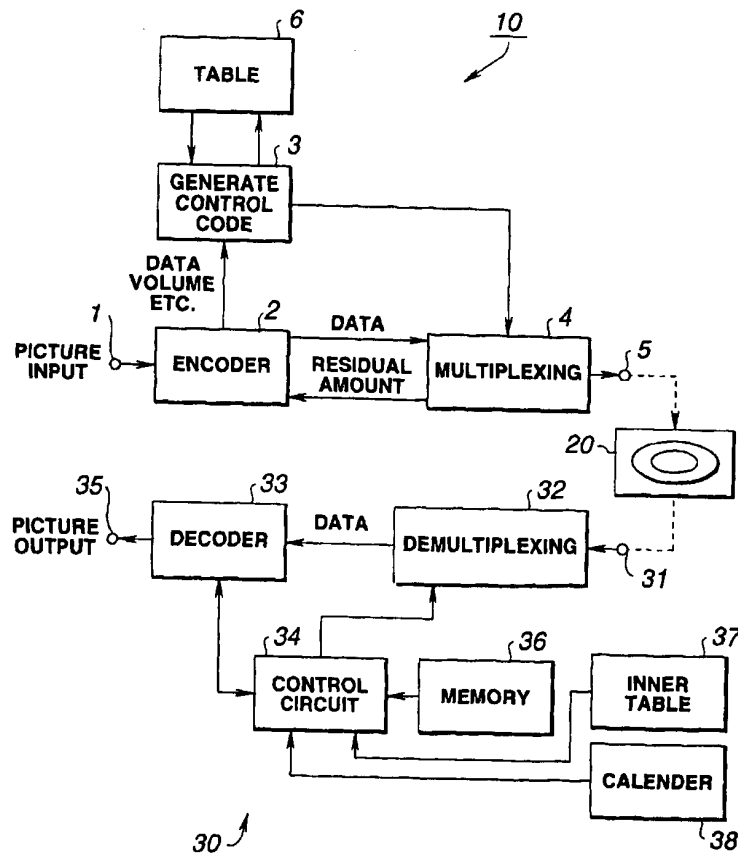 6
10
TABLE
3
GENERATE
CONTROL
CODE
DATA
VOLUME
ETC.
1
2
DATA
4
5
PICTURE
INPUT
ENCODER
RESIDUAL
AMOUNT
MULTIPLEXING
20
35
33
32
PICTURE
OUTPUT
DECODER
DATA
DEMULTIPLEXING
31
34
36
37
CONTROL
CIRCUIT
MEMORY
INNER
TABLE
CALENDER
30
38